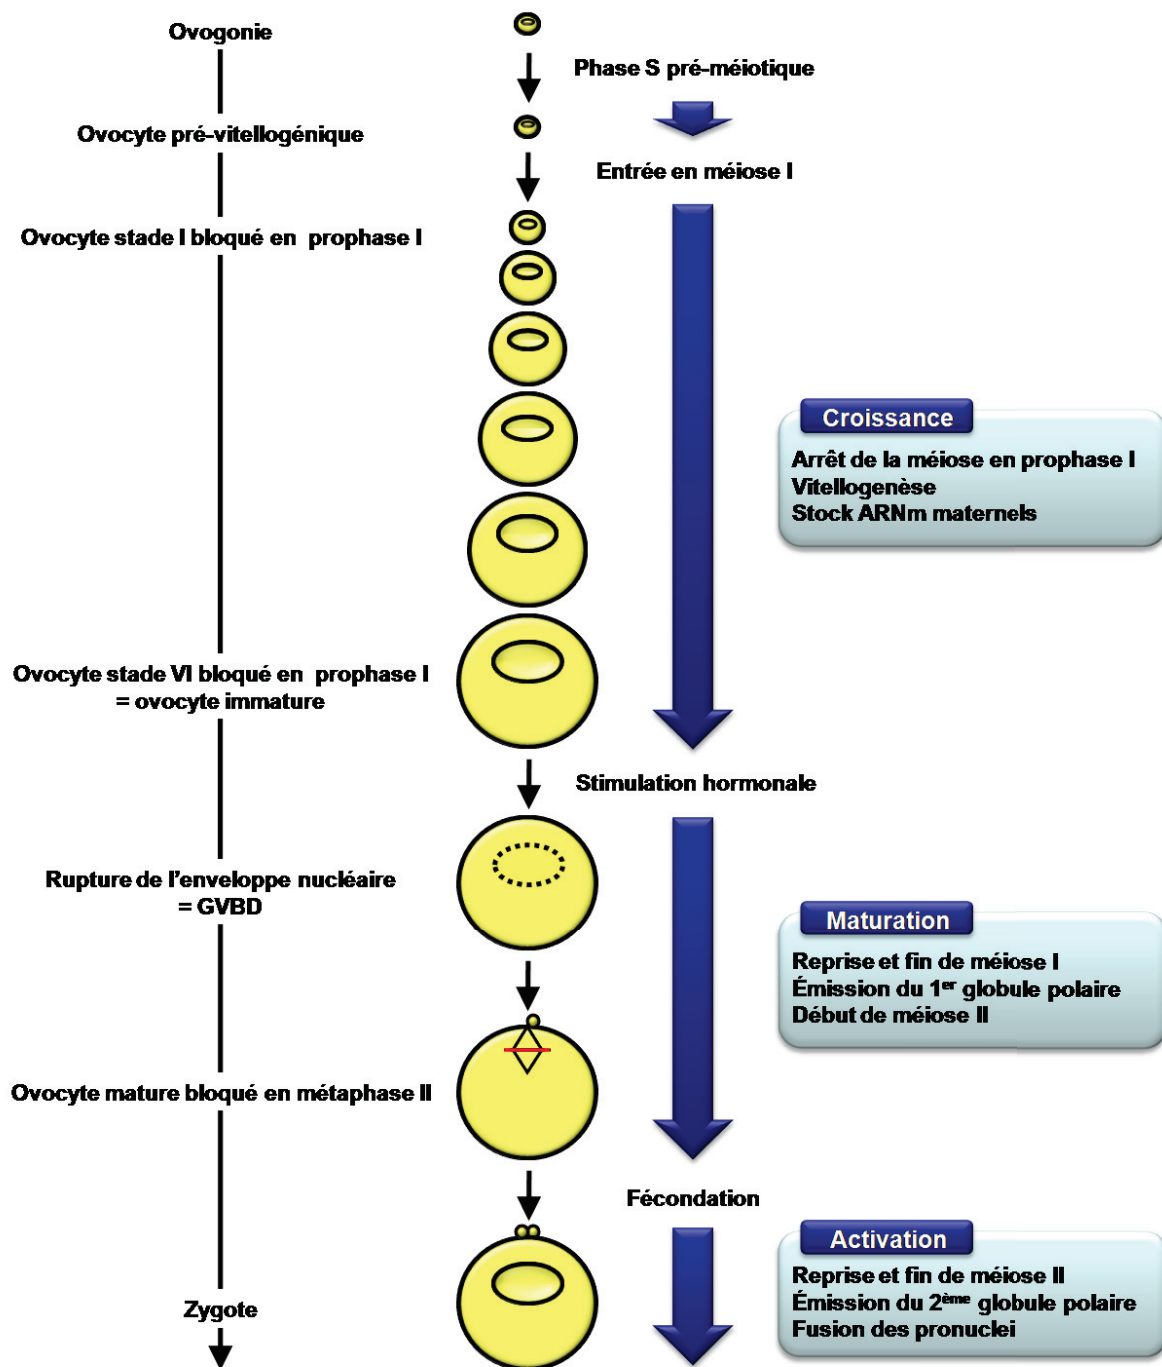 Ovogonie
Phase S pré-méiotique
Ovocyte pré-vitellogénique
Entrée en méiose I
Ovocyte stade I bloqué en prophase I
Croissance
Arrêt de la méiose en prophase I
Vitellogenèse
Stock ARNm maternels
Ovocyte stade VI bloqué en prophase I
= ovocyte immature
Stimulation hormonale
Rupture de l'enveloppe nucléaire
= GVBD
Maturation
Reprise et fin de méiose I
Émission du 1er globule polaire
Début de méiose II
Ovocyte mature bloqué en métaphase II
Fécondation
Activation
Reprise et fin de méiose II
Émission du 2ème globule polaire
Fusion des pronuclei
Zygote